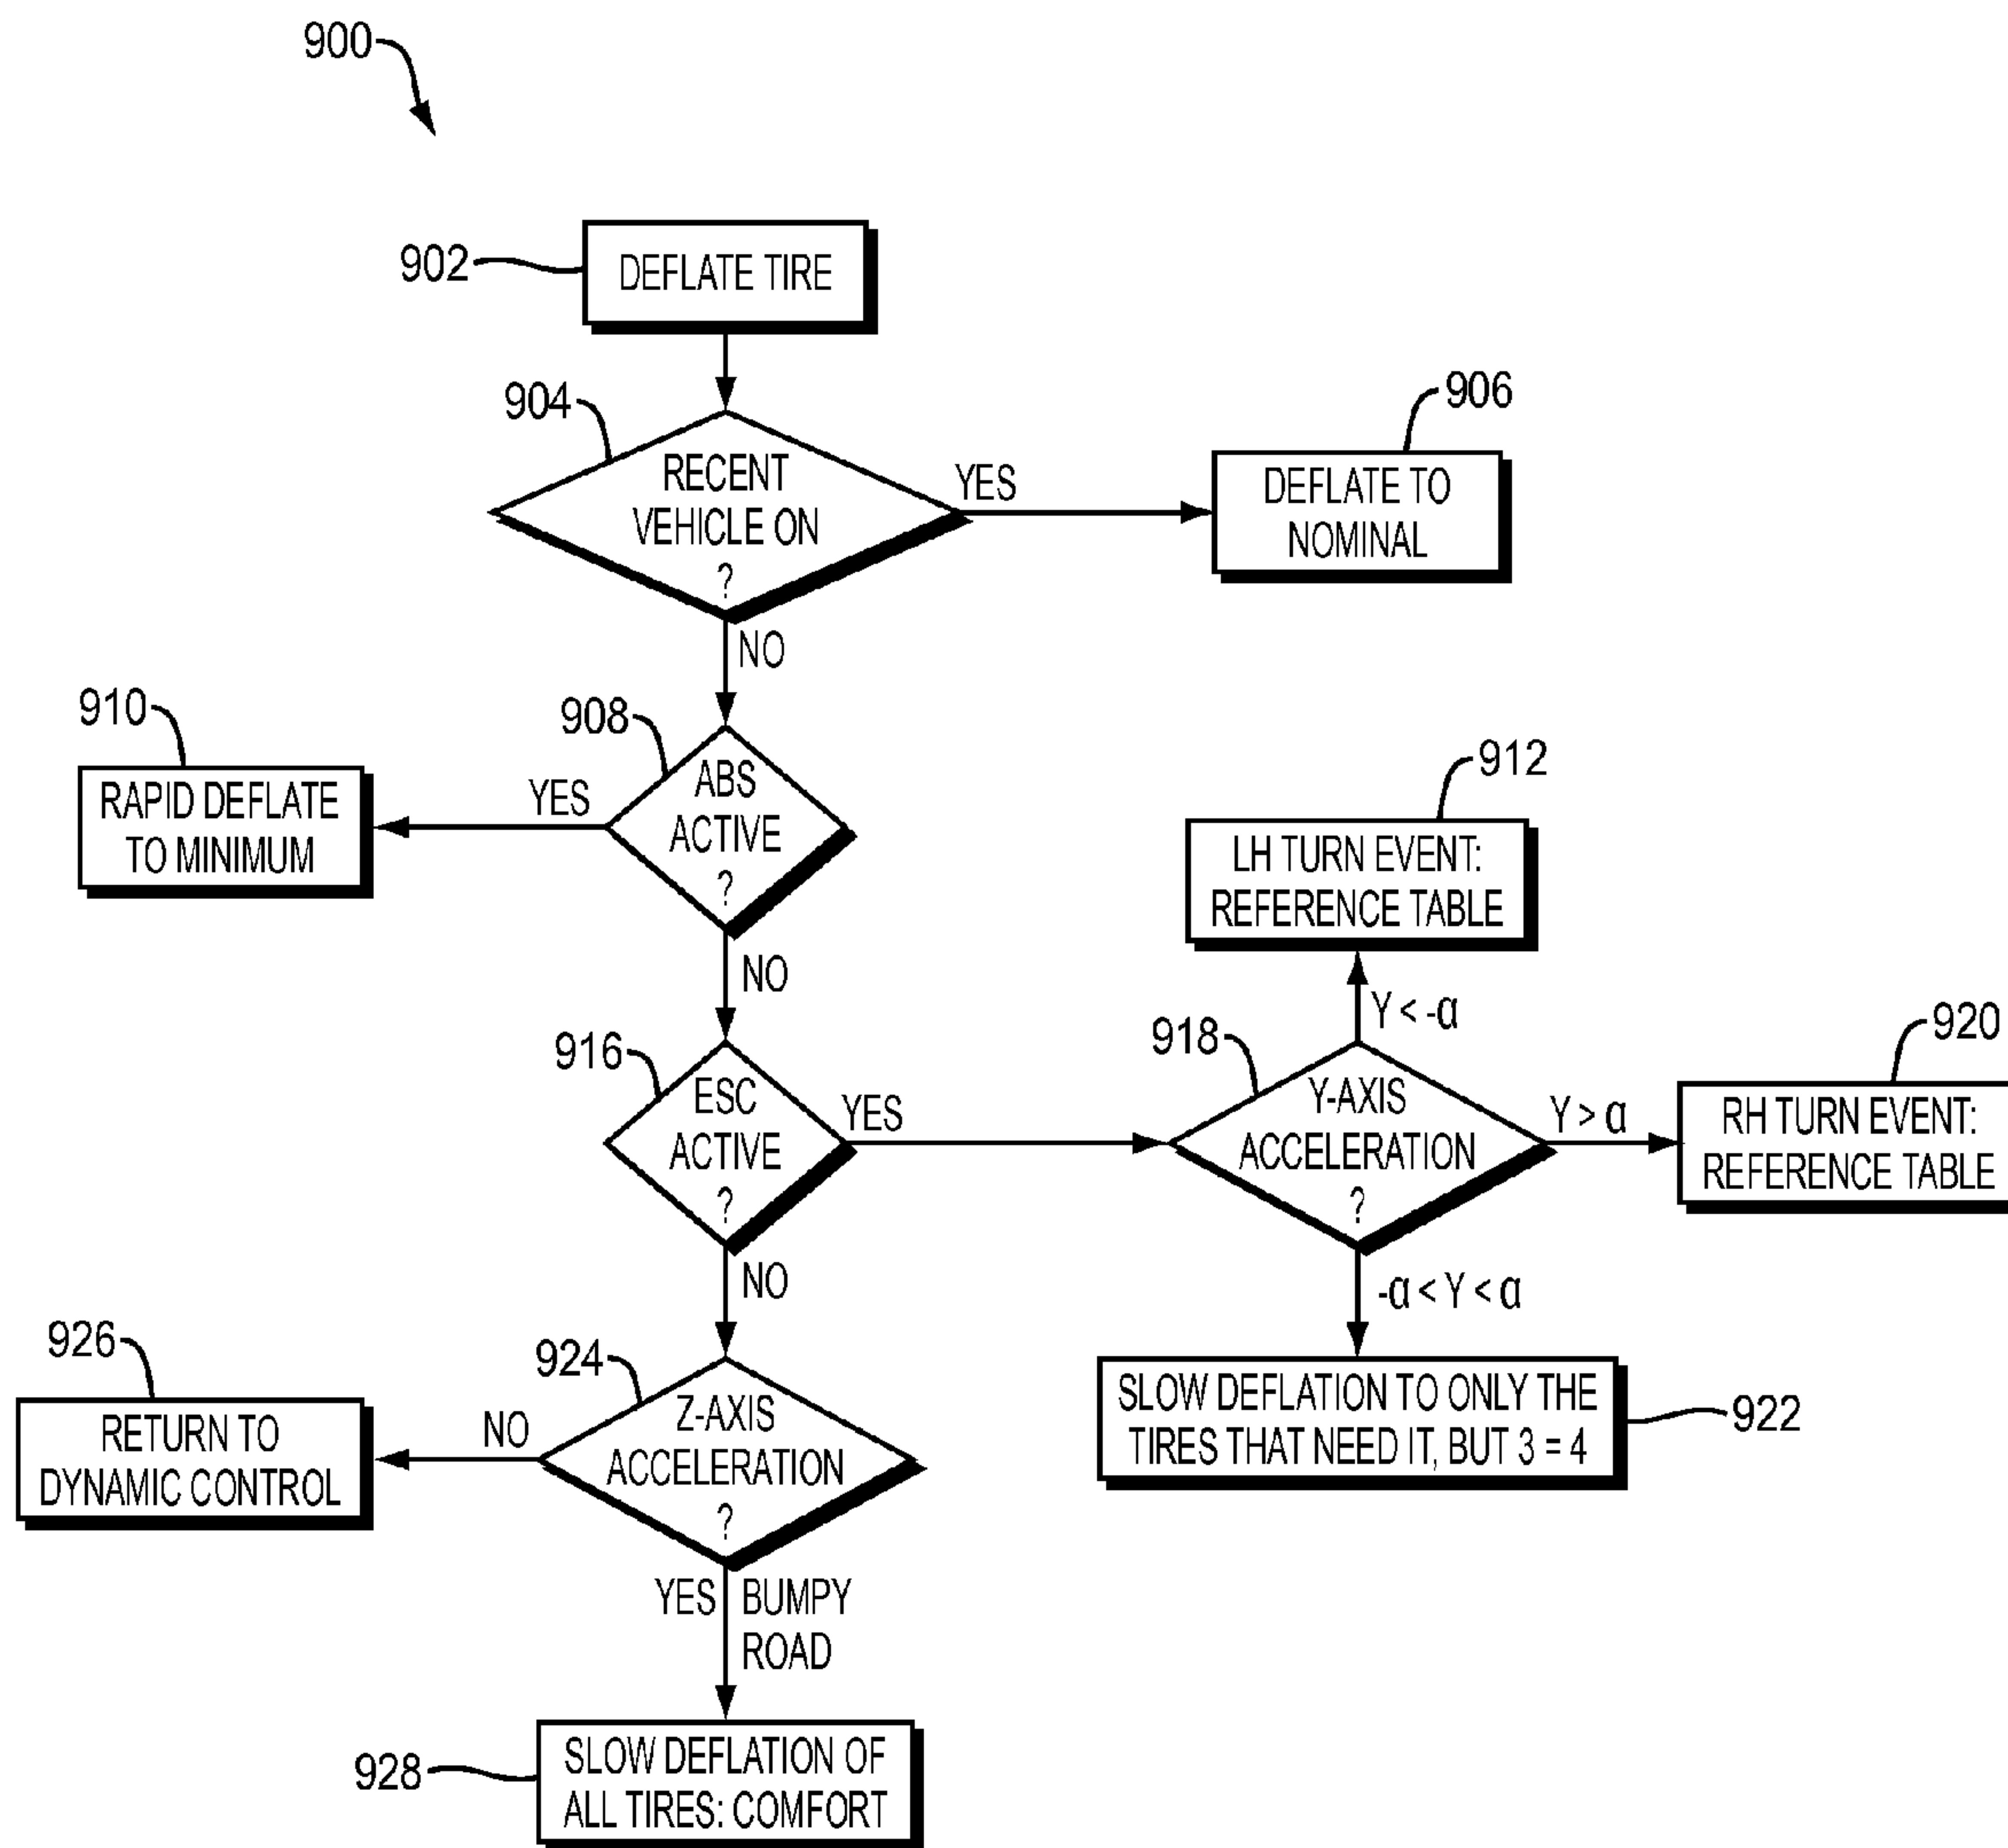 900
902
DEFLATE TIRE
904
RECENT
VEHICLE ON
?
YES
906
DEFLATE TO
NOMINAL
NO
910
RAPID DEFLATE
TO MINIMUM
YES
908
ABS
ACTIVE
?
912
LH TURN EVENT:
REFERENCE TABLE
NO
Y < -α
916
ESC
ACTIVE
?
YES
918
Y-AXIS
ACCELERATION
?
Y > α
920
RH TURN EVENT:
REFERENCE TABLE
NO
-α < Y < α
926
RETURN TO
DYNAMIC CONTROL
NO
924
Z-AXIS
ACCELERATION
?
SLOW DEFLATION TO ONLY THE
TIRES THAT NEED IT, BUT 3 = 4
922
YES
BUMPY
ROAD
928
SLOW DEFLATION OF
ALL TIRES: COMFORT